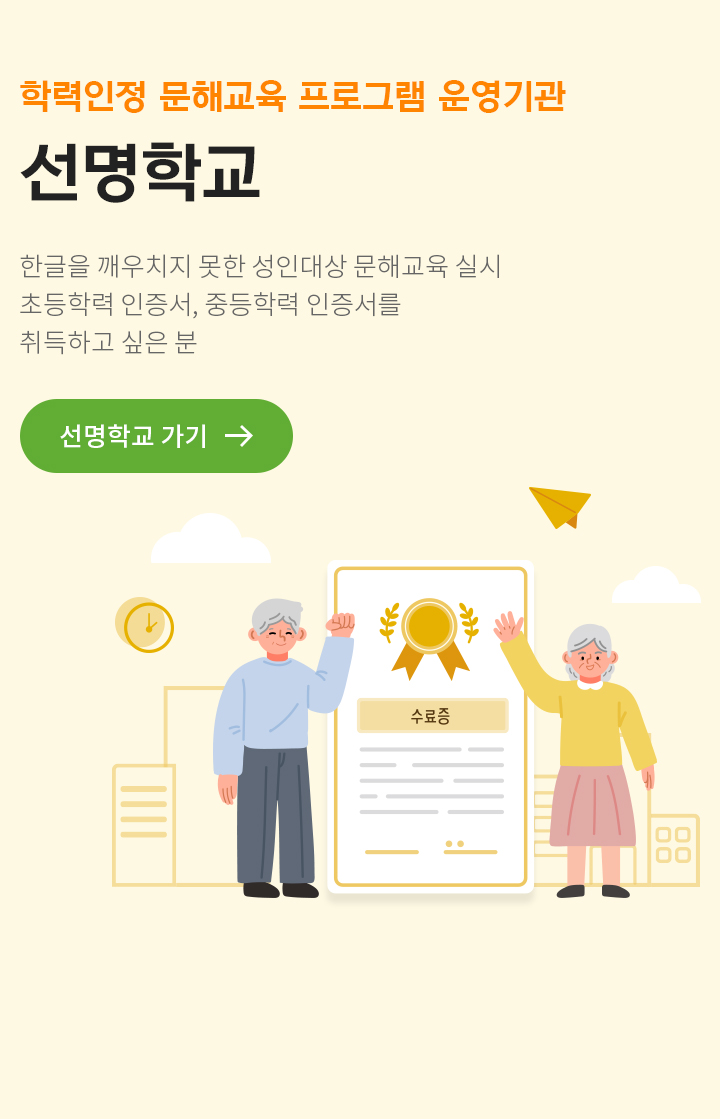 학력인정 문해교육 프로그램 운영기관
선명학교
한글을 깨우치지 못한 성인대상 문해교육 실시
초등학력 인증서, 중등학력 인증서를
취득하고 싶은 분
선명학교 가기
수료증